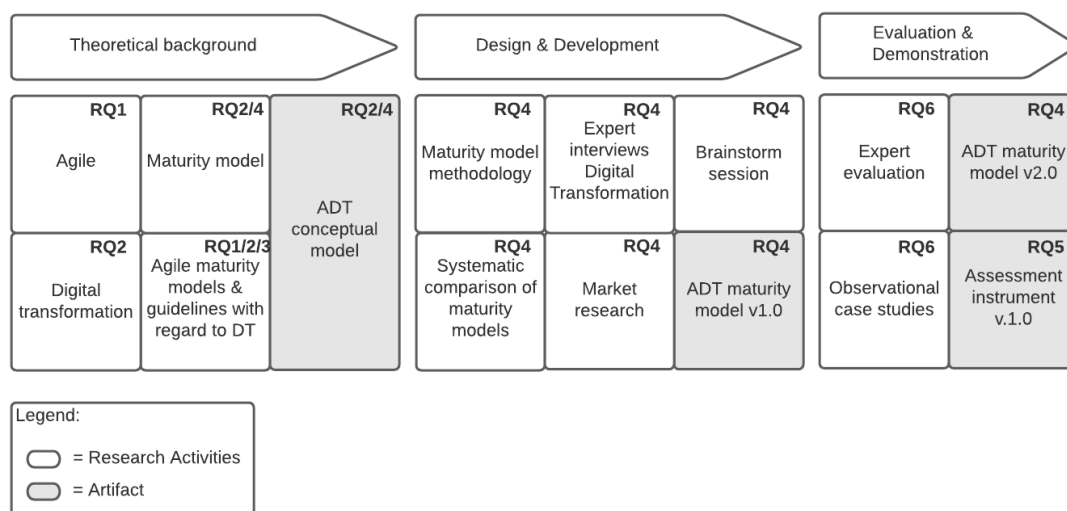 Theoretical background
Design & Development
Evaluation &
Demonstration
RQ1
Agile
RQ2/4
Maturity model
RQ2/4
ADT
conceptual
model
RQ2
Digital
transformation
RQ1/2/3
Agile maturity
models &
guidelines with
regard to DT
RQ4
Maturity model
methodology
RQ4
Expert
interviews
Digital
Transformation
RQ4
Brainstorm
session
RQ4
Systematic
comparison of
maturity
models
RQ4
Market
research
RQ4
ADT maturity
model v1.0
RQ6
Expert
evaluation
RQ4
ADT maturity
model v2.0
RQ6
Observational
case studies
RQ5
Assessment
instrument
v.1.0
Legend:
= Research Activities
= Artifact